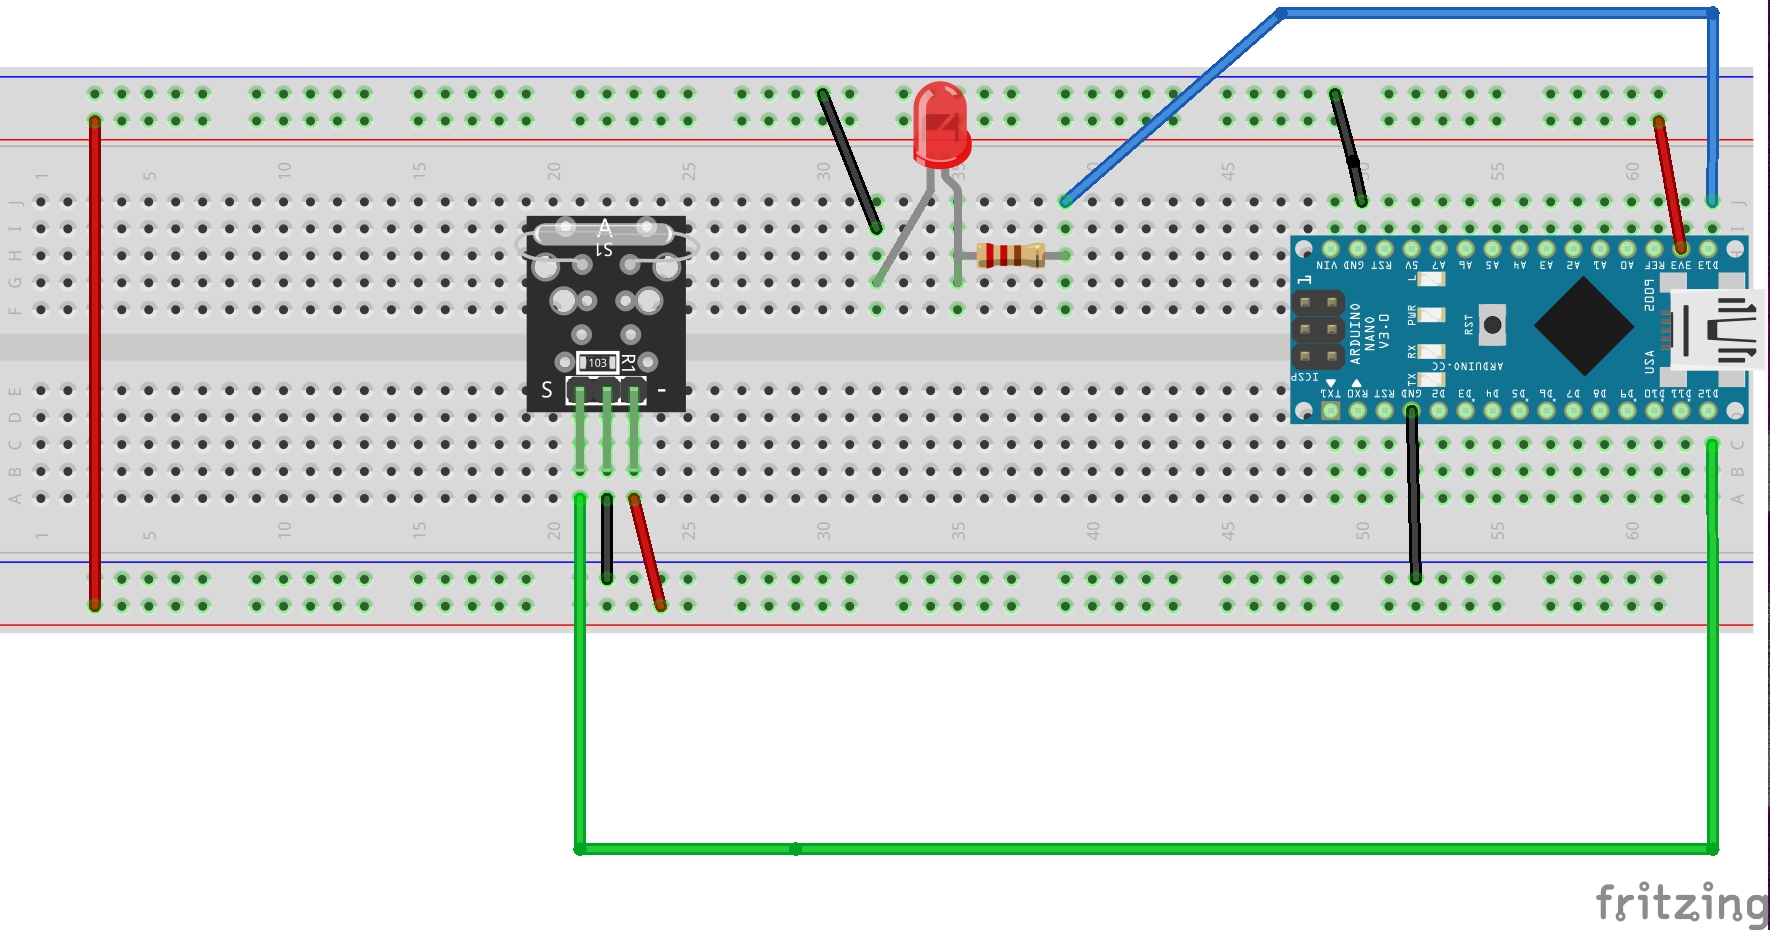 1 5 10 15 20 25 30 35 40 45 50 55 60
J
I
H
G
F
A
S1
103
R1
S -
1
VIN GND RST 5V A7 A6 A5 A4 A3 A2 A1 A0 REF 3V3 D13
L
PWR
RX
TX
RST
ARDUINO
NANO
V3.0
ICSP
ARDUINO.CC
2009
USA
TX1 RX0 RST GND D2 D3 D4 D5 D6 D7 D8 D9 D10 D11 D12
E
D
C
B
A
J
I
D
C
B
A
1 5 10 15 20 25 30 35 40 45 50 55 60
fritzing